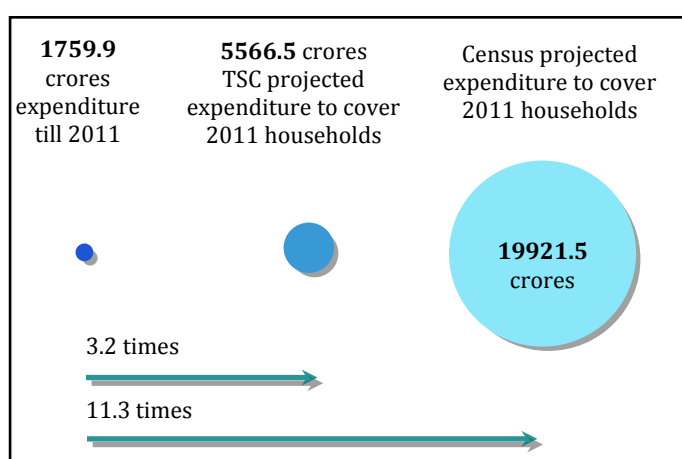 1759.9
crores
expenditure
till 2011
5566.5 crores
TSC projected
expenditure to cover
2011 households
Census projected
expenditure to cover
2011 households
19921.5
crores
3.2 times
11.3 times